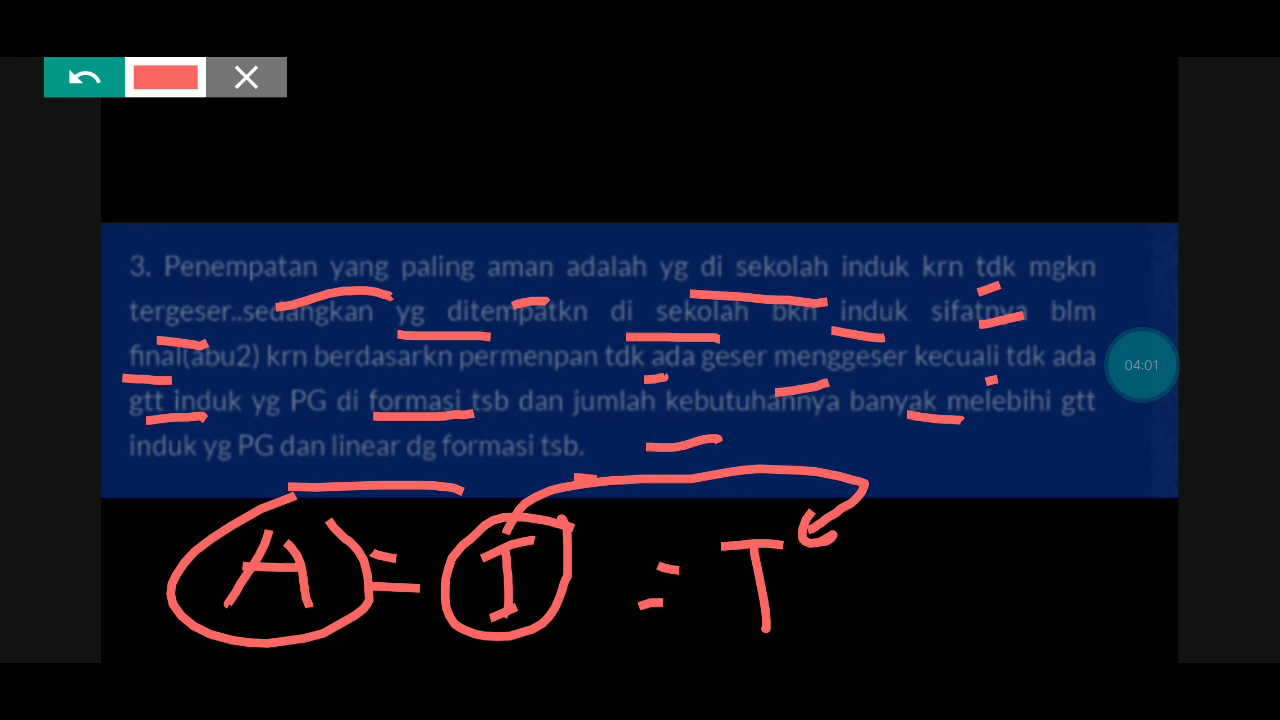 3. Penempatan yang paling aman adalah yg di sekolah induk krn tdk mgkn
tergeser..sedangkan yg ditempatkn di sekolah bkn induk sifatnya blm
final(abu2) krn berdasarkn permenpan tdk ada geser menggeser kecuali tdk ada
gtt induk yg PG di formasi tsb dan jumlah kebutuhannya banyak melebihi gtt
induk yg PG dan linear dg formasi tsb.
04:01
A = I = T